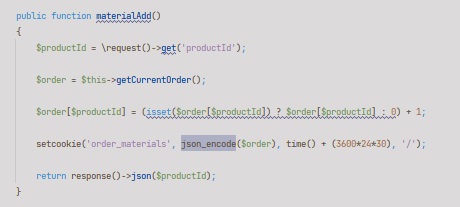 public function materialAdd()
{
$productId = \request()->get('productId');
$order = $this->getCurrentOrder();
$order[$productId] = (isset($order[$productId]) ? $order[$productId] : 0) + 1;
setcookie('order_materials', json_encode($order), time() + (3600*24*30), '/');
return response()->json($productId);
}